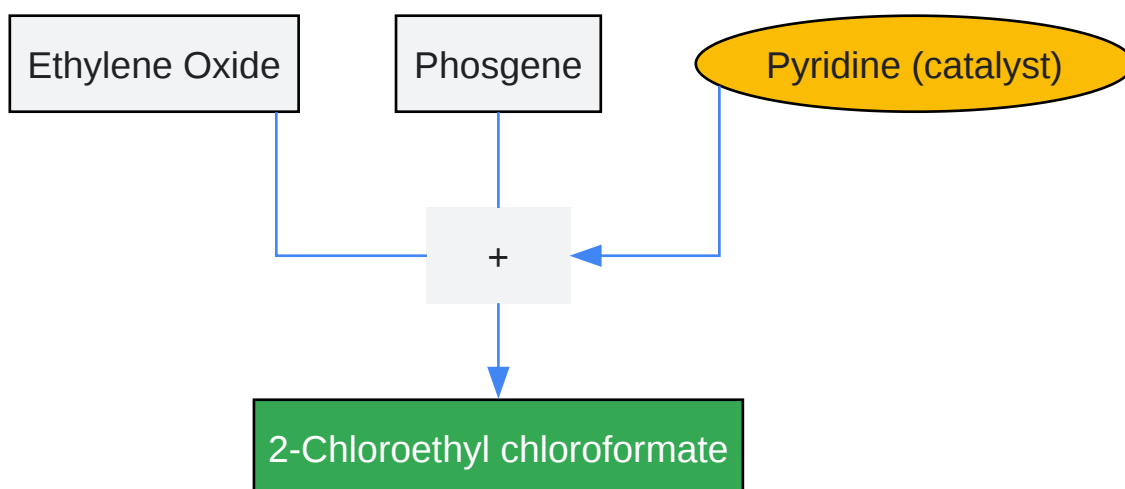 Ethylene Oxide
Phosgene
Pyridine (catalyst)
+
2-Chloroethyl chloroformate